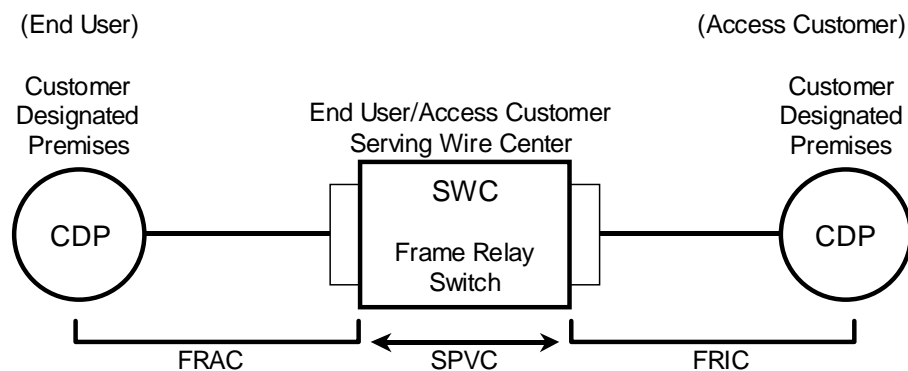 (End User)
(Access Customer)
Customer
Designated
Premises
End User/Access Customer
Serving Wire Center
Customer
Designated
Premises
CDP
SWC
Frame Relay
Switch
CDP
FRAC
SPVC
FRIC